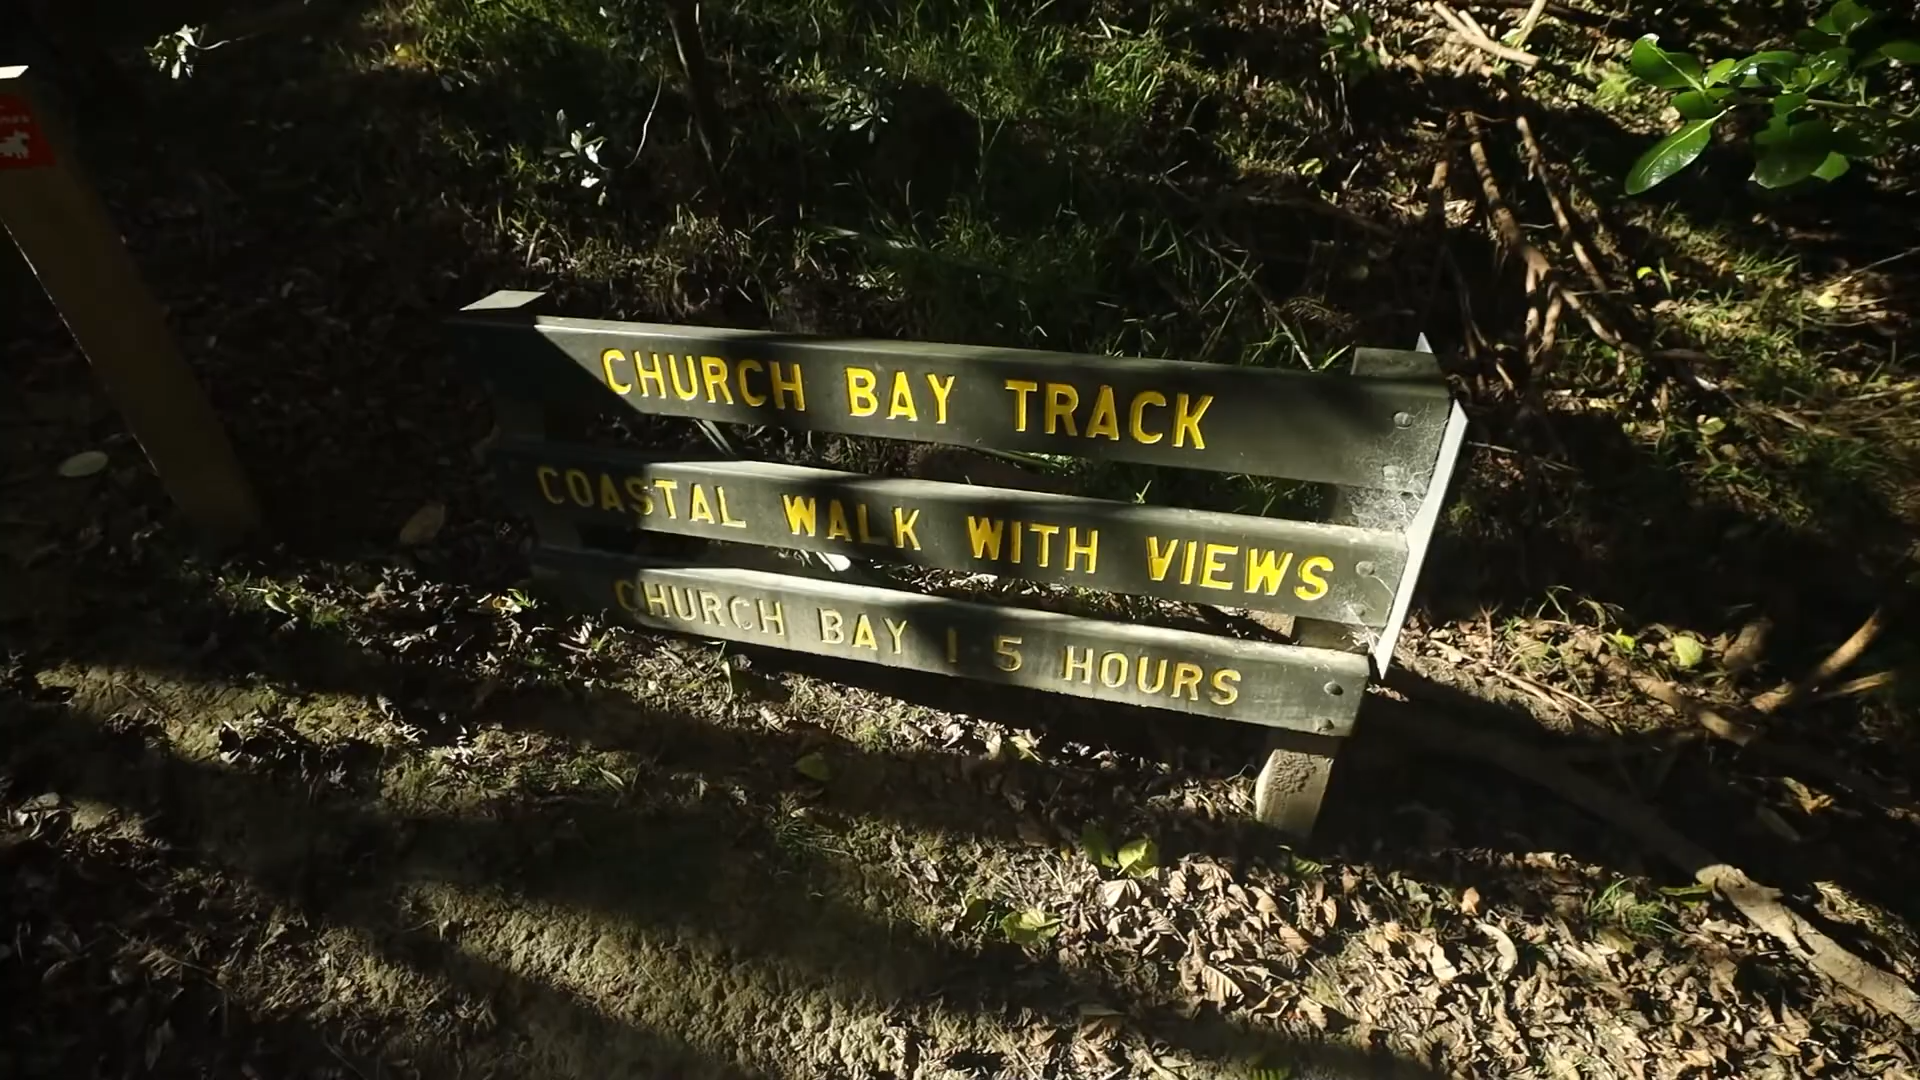 CHURCH BAY TRACK
COASTAL WALK WITH VIEWS
CHURCH BAY 1 5 HOURS